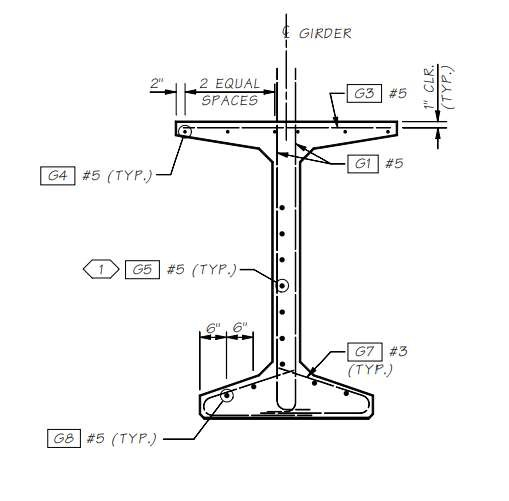 ℄ GIRDER
2" 2 EQUAL
SPACES
G3 #5
1" CLR.
(TYP.)
G1 #5
G4 #5 (TYP.)
1 G5 #5 (TYP.)
6" 6"
G7 #3
(TYP.)
G8 #5 (TYP.)